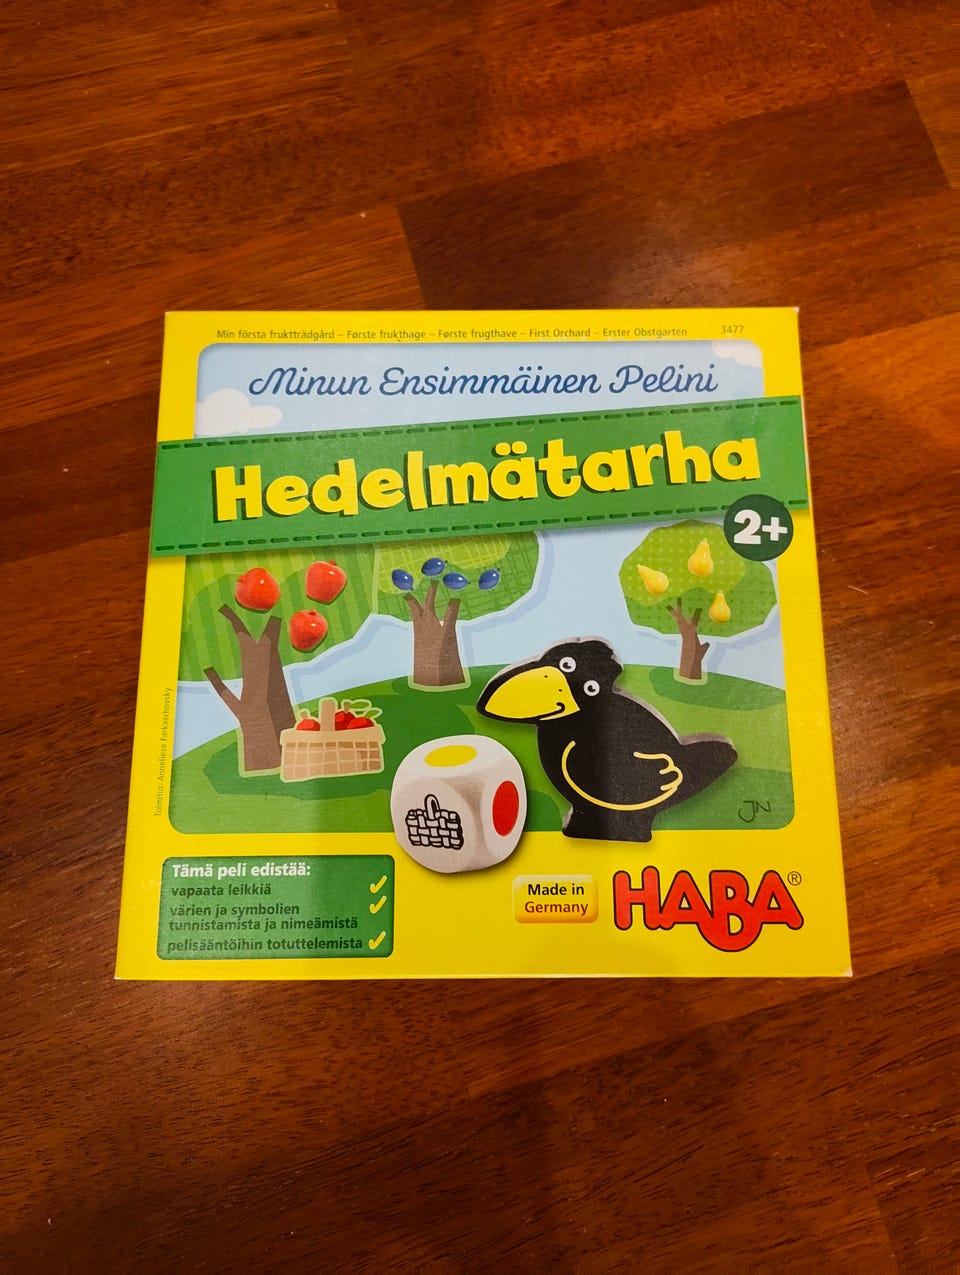 Min första fruktträdgård – Første frukthage – Første frugthave – First Orchard – Erster Obstgarten 3477
Minun Ensimmäinen Pelini
Hedelmätarha
2+
Toimitus: Anneliese Farkaschovsky
JN
Tämä peli edistää:
vapaata leikkiä
värien ja symbolien
tunnistamista ja nimeämistä
pelisääntöihin totuttelemista
Made in
Germany
HABA®